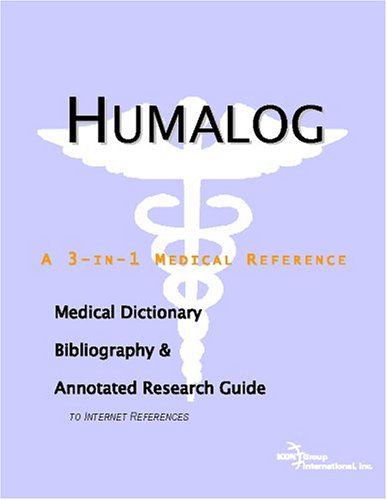 HUMALOG
A 3-IN-1 MEDICAL REFERENCE
Medical Dictionary
Bibliography &
Annotated Research Guide
TO INTERNET REFERENCES
ICON Group
International, Inc.